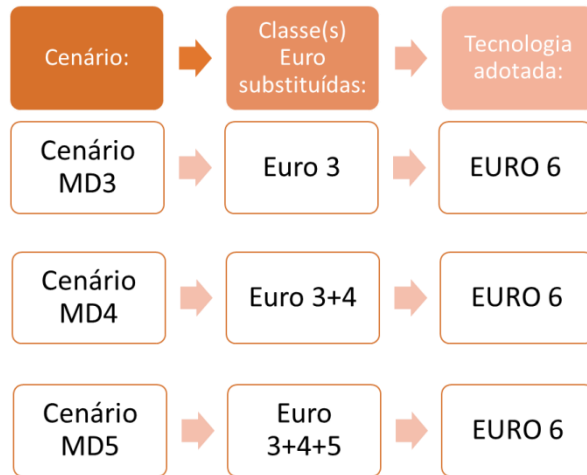 Cenário:
Classe(s)
Euro
substituídas:
Tecnologia
adotada:
Cenário
MD3
Euro 3
EURO 6
Cenário
MD4
Euro 3+4
EURO 6
Cenário
MD5
Euro
3+4+5
EURO 6